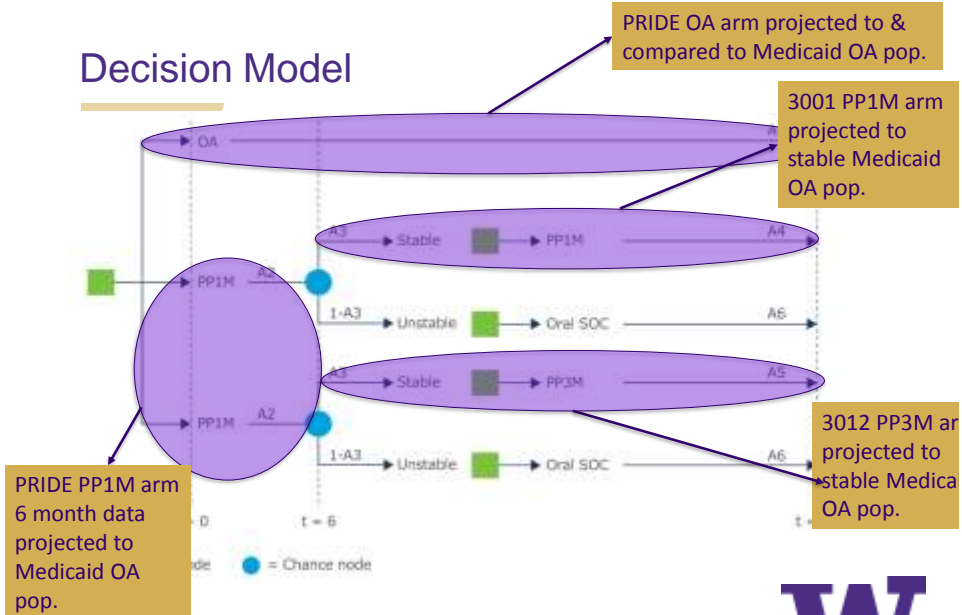 PRIDE OA arm projected to &
compared to Medicaid OA pop.
Decision Model
3001 PP1M arm
projected to
stable Medicaid
OA pop.
OA
A3
Stable
PP1M
A4
PP1M
A2
1-A3
Unstable
Oral SOC
A6
A3
Stable
PP3M
A5
PP1M
A2
1-A3
Unstable
Oral SOC
A6
3012 PP3M ar
projected to
stable Medicai
OA pop.
PRIDE PP1M arm
6 month data
projected to
Medicaid OA
pop.
0
t = 6
t =
de
= Chance node
W